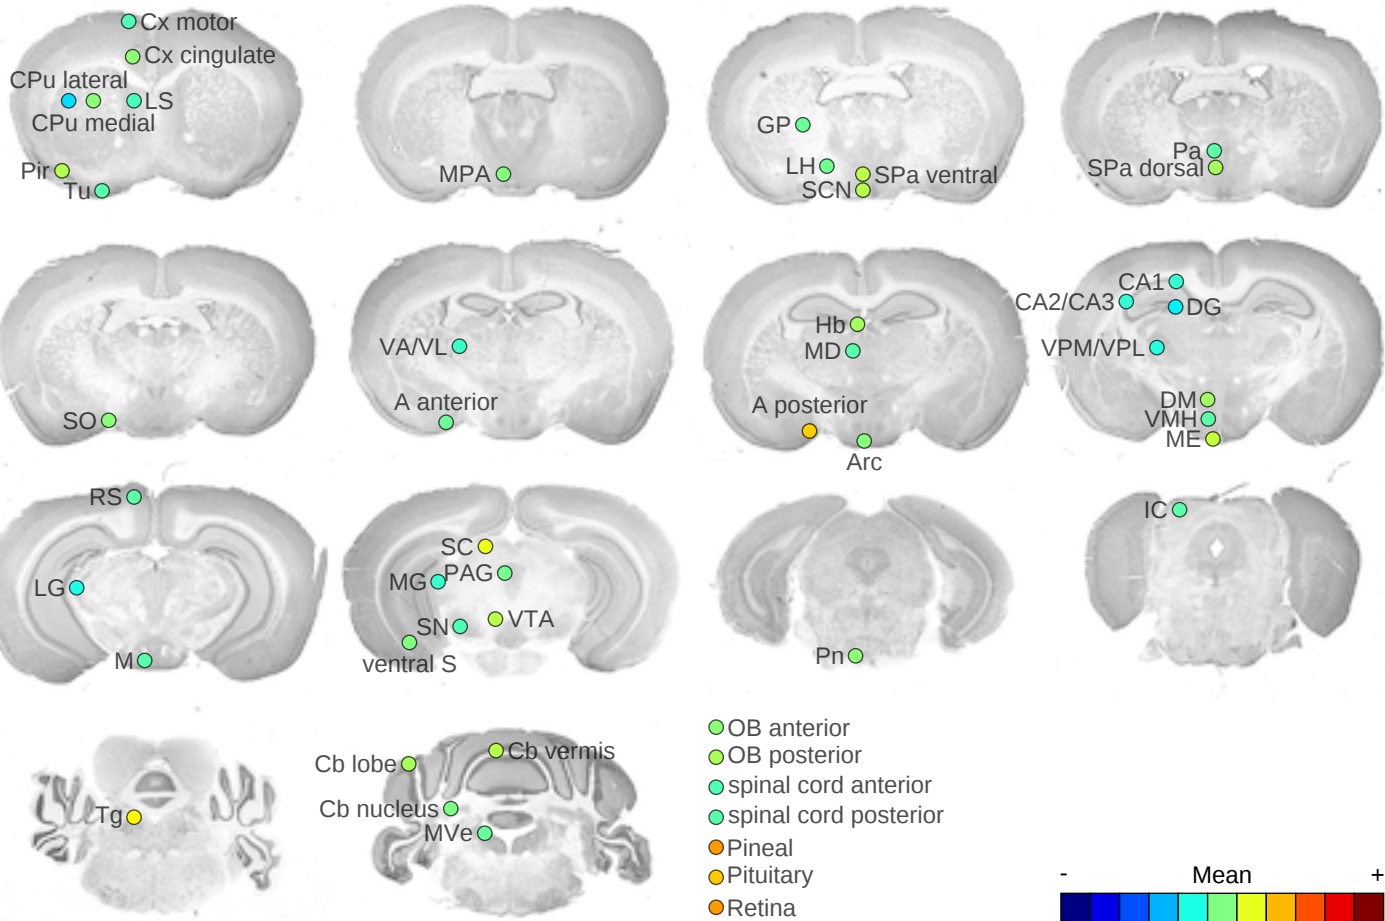 Cx motor
Cx cingulate
CPu lateral
LS
CPu medial
Pir
Tu
MPA
GP
LH
SPa ventral
SCN
Pa
SPa dorsal
SO
VA/VL
A anterior
Hb
MD
A posterior
Arc
CA1
CA2/CA3
DG
VPM/VPL
DM
VMH
ME
RS
LG
M
SC
PAG
MG
VTA
SN
ventral S
Pn
IC
Tg
Cb vermis
Cb lobe
Cb nucleus
MVe
OB anterior
OB posterior
spinal cord anterior
spinal cord posterior
Pineal
Pituitary
Retina
- Mean +